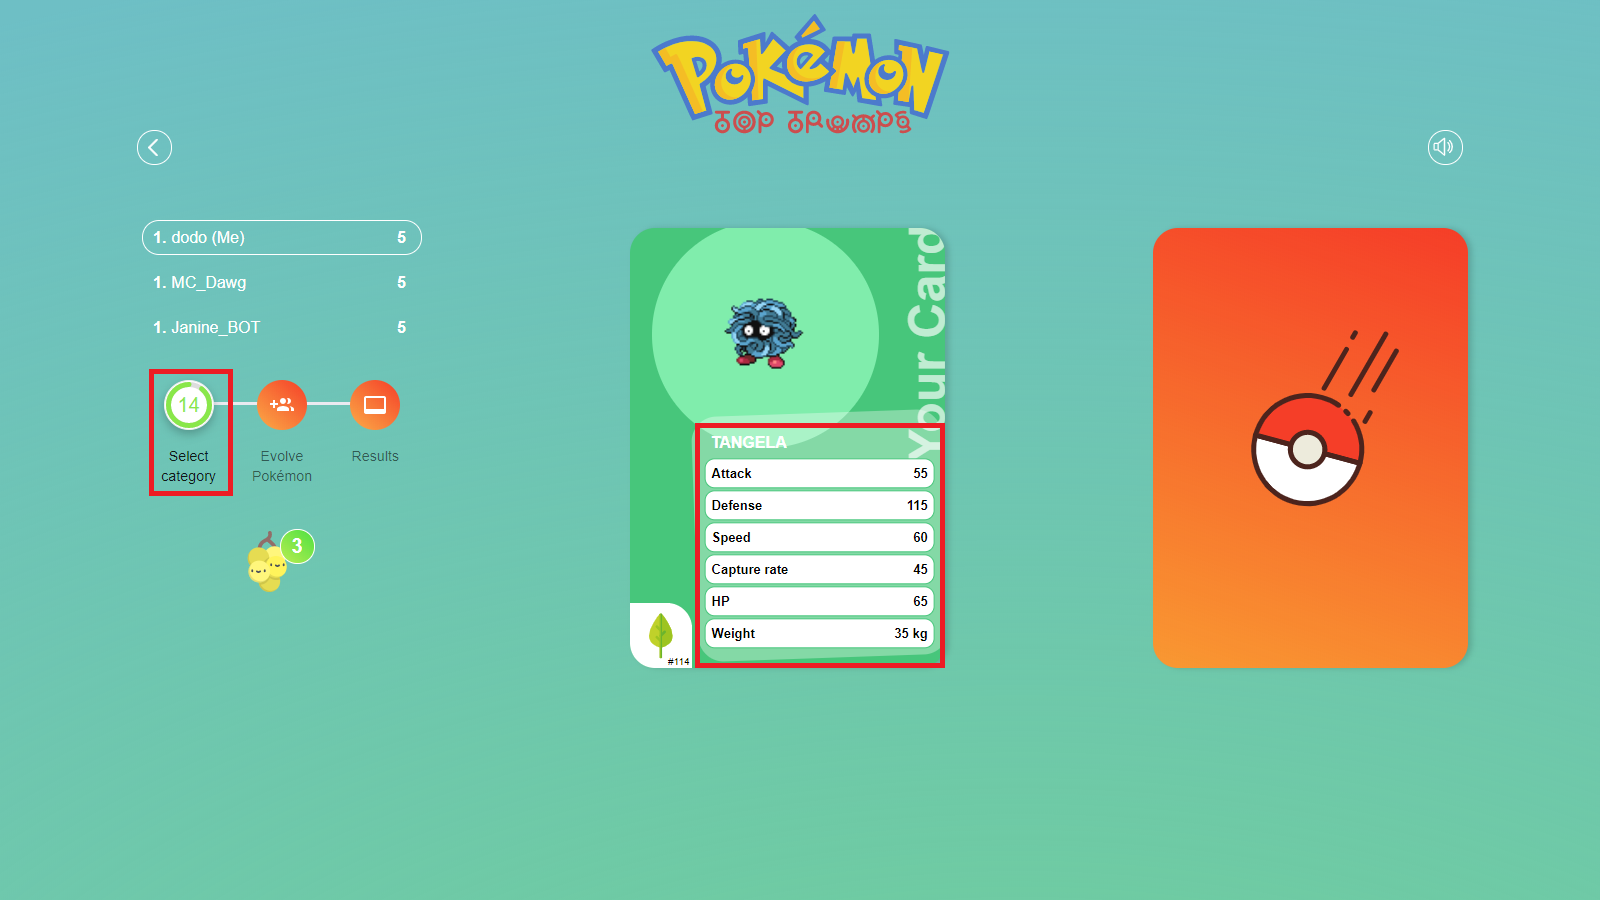 POKéMON
TOP TRUMPS
1. dodo (Me) 5
1. MC_Dawg 5
1. Janine_BOT 5
14
Select
category
Evolve
Pokémon
Results
3
Your Card
TANGELA
Attack 55
Defense 115
Speed 60
Capture rate 45
HP 65
Weight 35 kg
#114